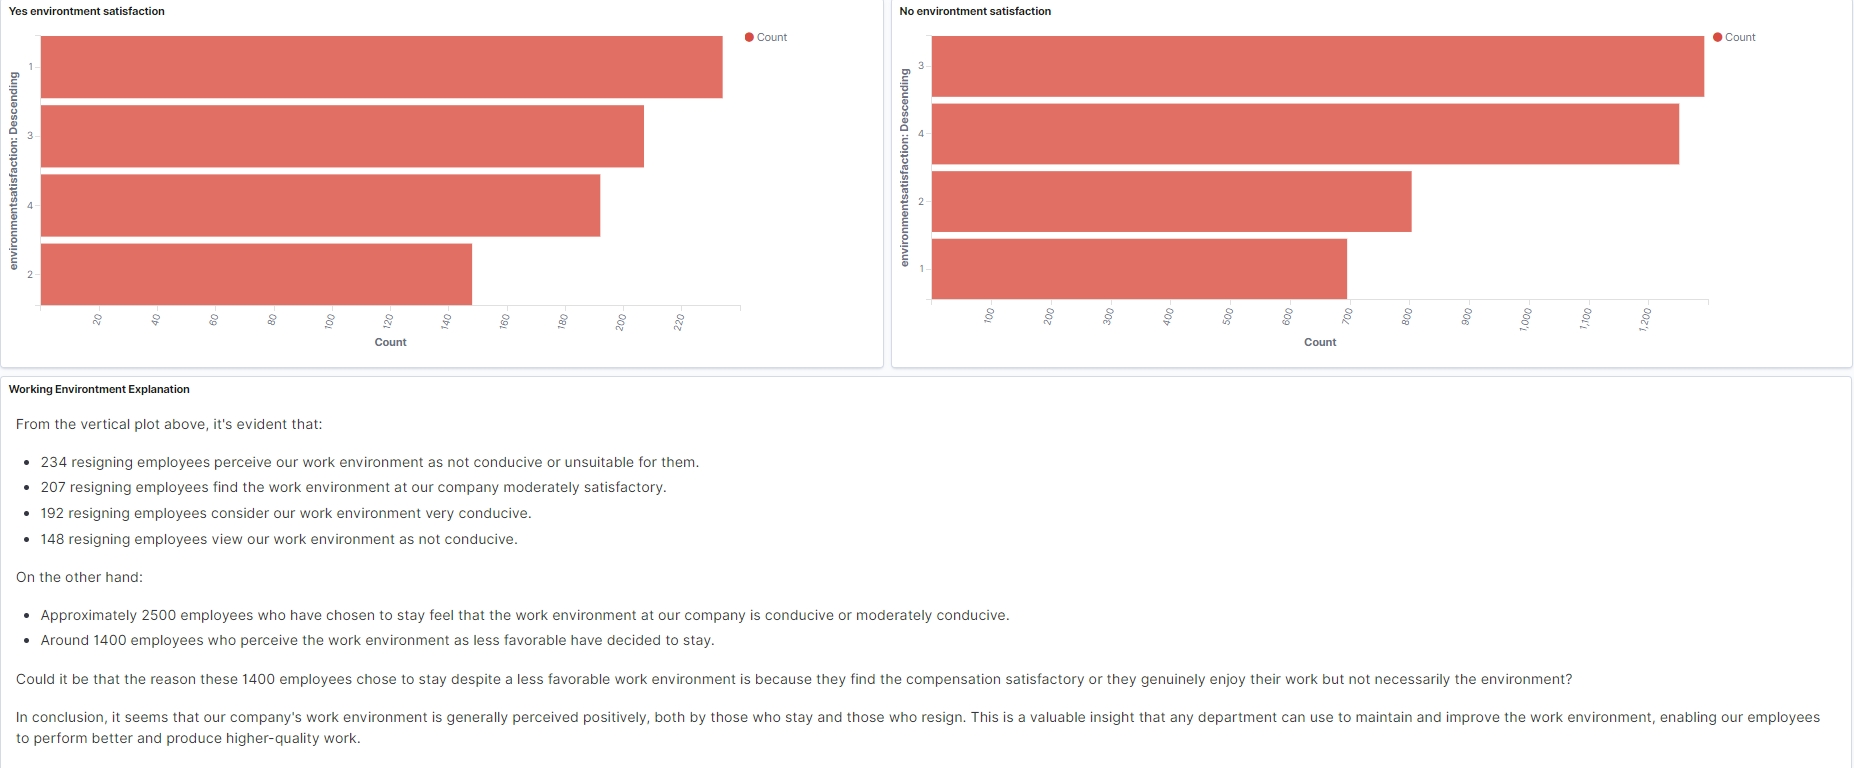 Yes environtment satisfaction
environmentsatisfaction: Descending
1
3
4
2
20
40
60
80
100
120
140
160
180
200
220
Count
Count
No environtment satisfaction
environmentsatisfaction: Descending
3
4
2
1
100
200
300
400
500
600
700
800
900
1,000
1,100
1,200
Count
Count
Working Environtment Explanation
From the vertical plot above, it's evident that:
• 234 resigning employees perceive our work environment as not conducive or unsuitable for them.
• 207 resigning employees find the work environment at our company moderately satisfactory.
• 192 resigning employees consider our work environment very conducive.
• 148 resigning employees view our work environment as not conducive.
On the other hand:
• Approximately 2500 employees who have chosen to stay feel that the work environment at our company is conducive or moderately conducive.
• Around 1400 employees who perceive the work environment as less favorable have decided to stay.
Could it be that the reason these 1400 employees chose to stay despite a less favorable work environment is because they find the compensation satisfactory or they genuinely enjoy their work but not necessarily the environment?
In conclusion, it seems that our company's work environment is generally perceived positively, both by those who stay and those who resign. This is a valuable insight that any department can use to maintain and improve the work environment, enabling our employees
to perform better and produce higher-quality work.